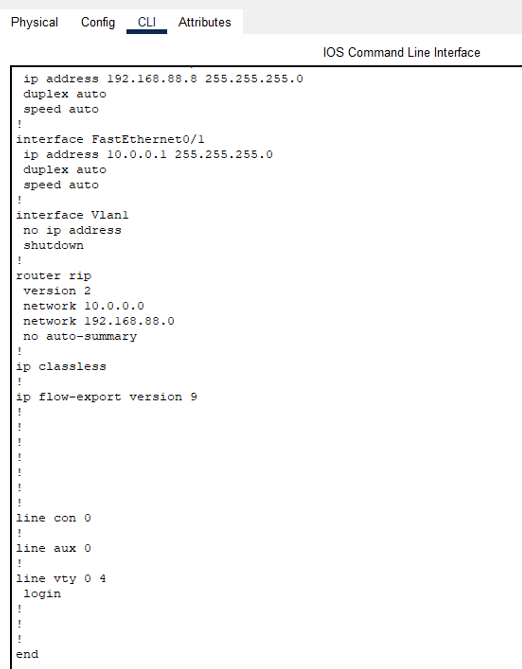 Physical Config CLI Attributes
IOS Command Line Interface
ip address 192.168.88.8 255.255.255.0
duplex auto
speed auto
!
interface FastEthernet0/1
ip address 10.0.0.1 255.255.255.0
duplex auto
speed auto
!
interface Vlan1
no ip address
shutdown
!
router rip
version 2
network 10.0.0.0
network 192.168.88.0
no auto-summary
!
ip classless
!
ip flow-export version 9
!
!
!
!
!
!
!
line con 0
!
line aux 0
!
line vty 0 4
login
!
!
!
end